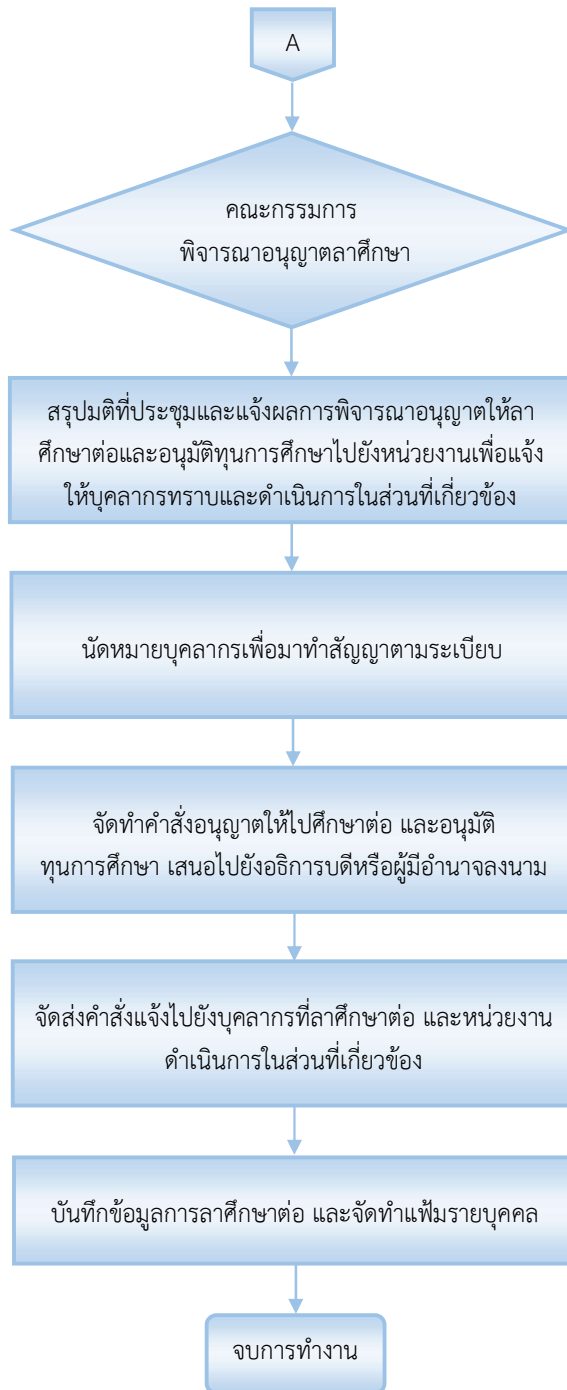 A
คณะกรรมการ
พิจารณาอนุญาตลาศึกษา
สรุปมติที่ประชุมและแจ้งผลการพิจารณาอนุญาตให้ลา
ศึกษาต่อและอนุมัติทุนการศึกษาไปยังหน่วยงานเพื่อแจ้ง
ให้บุคลากรทราบและดำเนินการในส่วนที่เกี่ยวข้อง
นัดหมายบุคลากรเพื่อมาทำสัญญาตามระเบียบ
จัดทำคำสั่งอนุญาตให้ไปศึกษาต่อ และอนุมัติ
ทุนการศึกษา เสนอไปยังอธิการบดีหรือผู้มีอำนาจลงนาม
จัดส่งคำสั่งแจ้งไปยังบุคลากรที่ลาศึกษาต่อ และหน่วยงาน
ดำเนินการในส่วนที่เกี่ยวข้อง
บันทึกข้อมูลการลาศึกษาต่อ และจัดทำแฟ้มรายบุคคล
จบการทำงาน